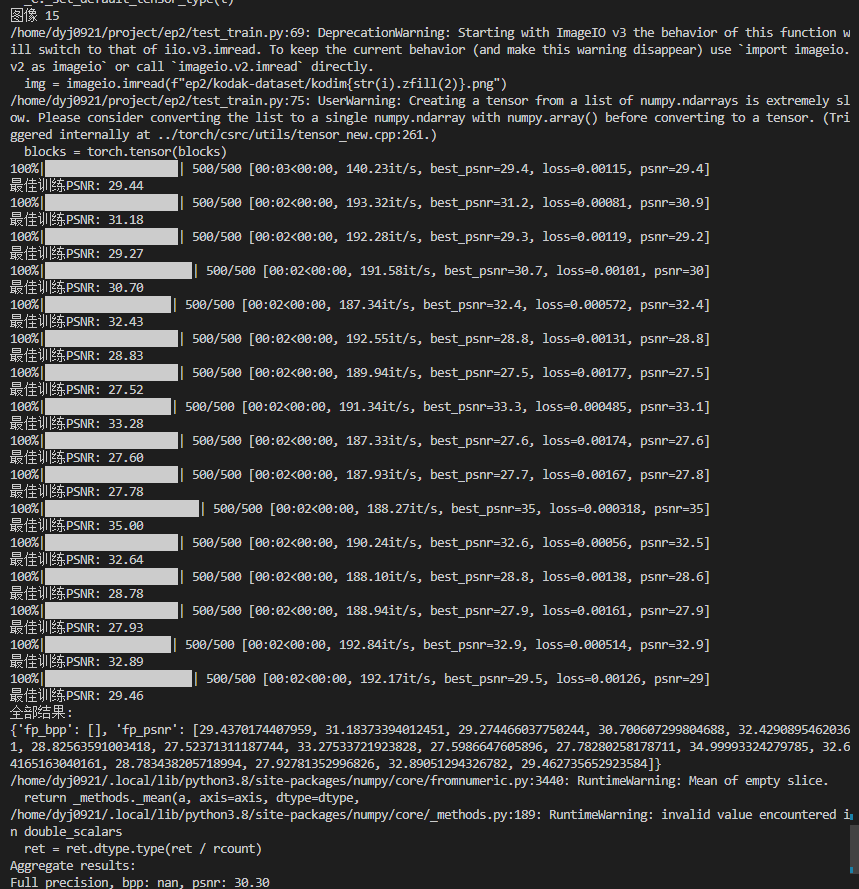 _C._set_default_tensor_type(t)
图像 15
/home/dyj0921/project/ep2/test_train.py:69: DeprecationWarning: Starting with ImageIO v3 the behavior of this function w
ill switch to that of iio.v3.imread. To keep the current behavior (and make this warning disappear) use `import imageio.
v2 as imageio` or call `imageio.v2.imread` directly.
  img = imageio.imread(f"ep2/kodak-dataset/kodim{str(i).zfill(2)}.png")
/home/dyj0921/project/ep2/test_train.py:75: UserWarning: Creating a tensor from a list of numpy.ndarrays is extremely sl
ow. Please consider converting the list to a single numpy.ndarray with numpy.array() before converting to a tensor. (Tri
ggered internally at ../torch/csrc/utils/tensor_new.cpp:261.)
  blocks = torch.tensor(blocks)
100%| | 500/500 [00:03<00:00, 140.23it/s, best_psnr=29.4, loss=0.00115, psnr=29.4]
最佳训练PSNR: 29.44
100%| | 500/500 [00:02<00:00, 193.32it/s, best_psnr=31.2, loss=0.00081, psnr=30.9]
最佳训练PSNR: 31.18
100%| | 500/500 [00:02<00:00, 192.28it/s, best_psnr=29.3, loss=0.00119, psnr=29.2]
最佳训练PSNR: 29.27
100%| | 500/500 [00:02<00:00, 191.58it/s, best_psnr=30.7, loss=0.00101, psnr=30]
最佳训练PSNR: 30.70
100%| | 500/500 [00:02<00:00, 187.34it/s, best_psnr=32.4, loss=0.000572, psnr=32.4]
最佳训练PSNR: 32.43
100%| | 500/500 [00:02<00:00, 192.55it/s, best_psnr=28.8, loss=0.00131, psnr=28.8]
最佳训练PSNR: 28.83
100%| | 500/500 [00:02<00:00, 189.94it/s, best_psnr=27.5, loss=0.00177, psnr=27.5]
最佳训练PSNR: 27.52
100%| | 500/500 [00:02<00:00, 191.34it/s, best_psnr=33.3, loss=0.000485, psnr=33.1]
最佳训练PSNR: 33.28
100%| | 500/500 [00:02<00:00, 187.33it/s, best_psnr=27.6, loss=0.00174, psnr=27.6]
最佳训练PSNR: 27.60
100%| | 500/500 [00:02<00:00, 187.93it/s, best_psnr=27.7, loss=0.00167, psnr=27.8]
最佳训练PSNR: 27.78
100%| | 500/500 [00:02<00:00, 188.27it/s, best_psnr=35, loss=0.000318, psnr=35]
最佳训练PSNR: 35.00
100%| | 500/500 [00:02<00:00, 190.24it/s, best_psnr=32.6, loss=0.00056, psnr=32.5]
最佳训练PSNR: 32.64
100%| | 500/500 [00:02<00:00, 188.10it/s, best_psnr=28.8, loss=0.00138, psnr=28.6]
最佳训练PSNR: 28.78
100%| | 500/500 [00:02<00:00, 188.94it/s, best_psnr=27.9, loss=0.00161, psnr=27.9]
最佳训练PSNR: 27.93
100%| | 500/500 [00:02<00:00, 192.84it/s, best_psnr=32.9, loss=0.000514, psnr=32.9]
最佳训练PSNR: 32.89
100%| | 500/500 [00:02<00:00, 192.17it/s, best_psnr=29.5, loss=0.00126, psnr=29]
最佳训练PSNR: 29.46
全部结果:
{'fp_bpp': [], 'fp_psnr': [29.4370174407959, 31.18373394012451, 29.274466037750244, 30.700607299804688, 32.4290895462036
1, 28.82563591003418, 27.52371311187744, 33.27533721923828, 27.5986647605896, 27.78280258178711, 34.99993324279785, 32.6
4165163040161, 28.783438205718994, 27.92781352996826, 32.89051294326782, 29.462735652923584]}
/home/dyj0921/.local/lib/python3.8/site-packages/numpy/core/fromnumeric.py:3440: RuntimeWarning: Mean of empty slice.
  return _methods._mean(a, axis=axis, dtype=dtype,
/home/dyj0921/.local/lib/python3.8/site-packages/numpy/core/_methods.py:189: RuntimeWarning: invalid value encountered i
n double_scalars
  ret = ret.dtype.type(ret / rcount)
Aggregate results:
Full precision, bpp: nan, psnr: 30.30